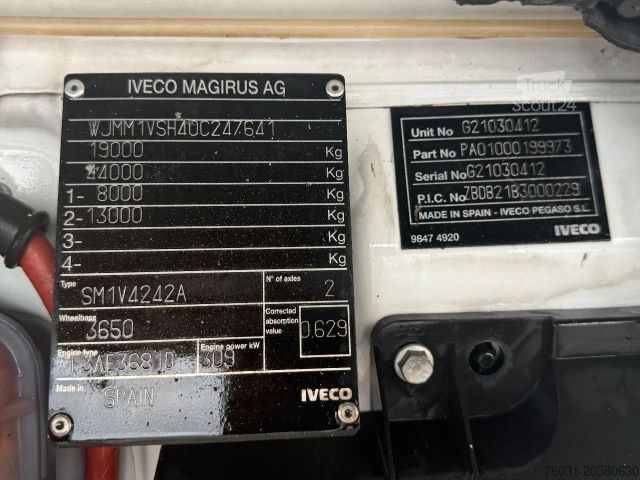 IVECO MAGIRUS AG
WJMM1VSH40C247641
19000 Kg
44000 Kg
1- 8000 Kg
2- 13000 Kg
3- Kg
4- Kg
Type SM1V4242A
N° of axles 2
Wheelbase 3650
Corrected absorption value 0.629
Engine type F3AE3681D
Engine power kW 309
Made in SPAIN
IVECO
Truck
Scout24
Unit No G21030412
Part No PA01000199973
Serial No G21030412
P.I.C. No ZBDB21B3000229
MADE IN SPAIN - IVECO PEGASO S.L.
9847 4920 IVECO
76031-20580630